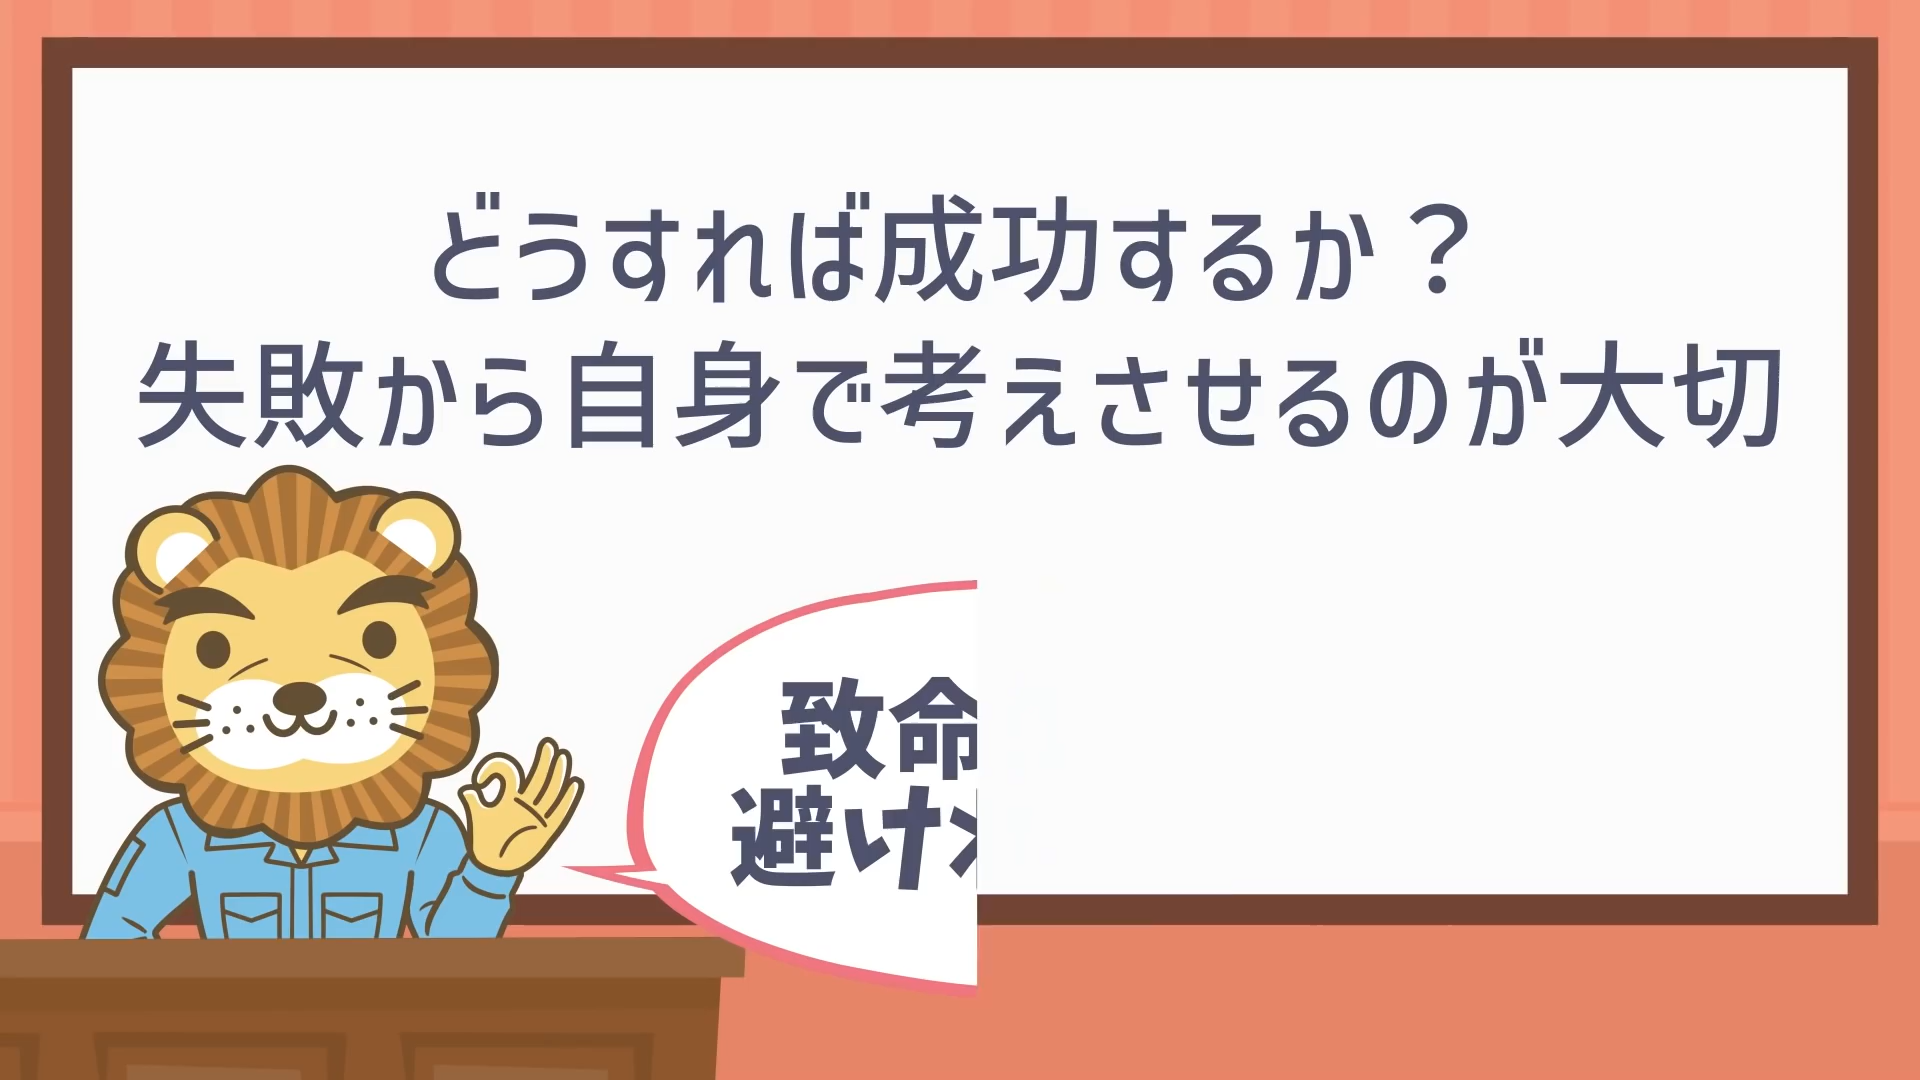 どうすれば成功するか？
失敗から自身で考えさせるのが大切
致命
避け